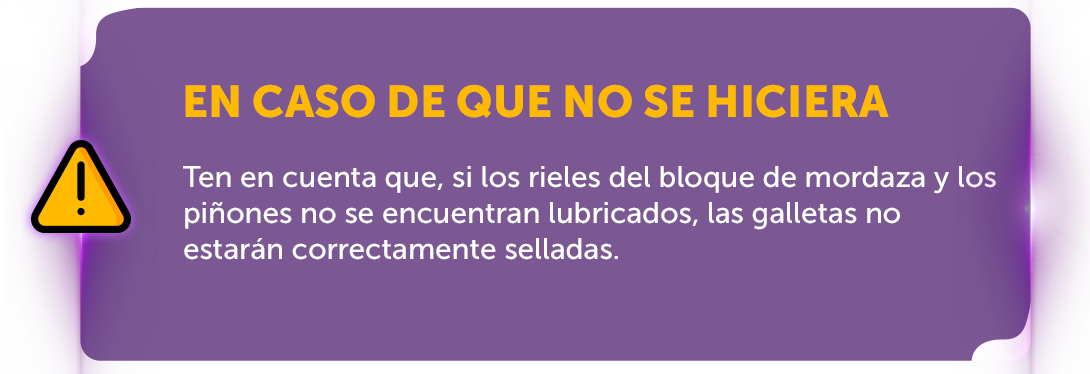 EN CASO DE QUE NO SE HICIERA
Ten en cuenta que, si los rieles del bloque de mordaza y los
piñones no se encuentran lubricados, las galletas no
estarán correctamente selladas.